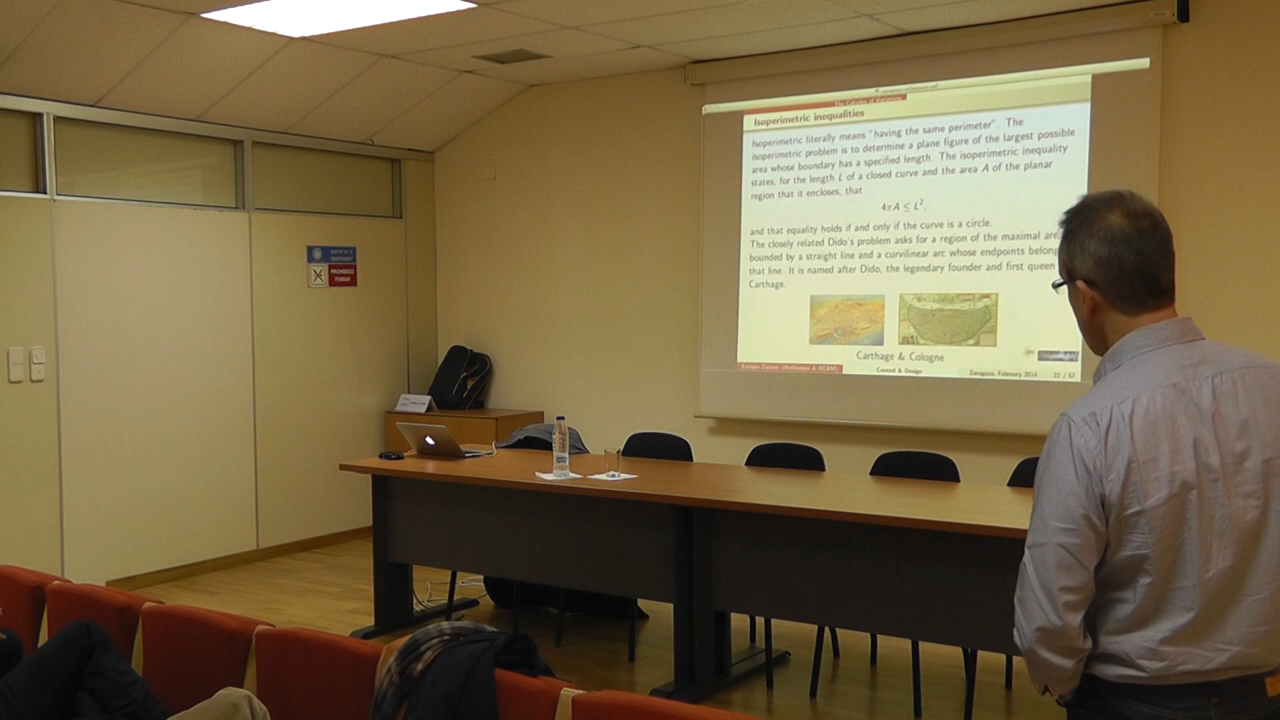 The Calculus of Variations
Isoperimetric inequalities
Isoperimetric literally means "having the same perimeter". The
isoperimetric problem is to determine a plane figure of the largest possible
area whose boundary has a specified length. The isoperimetric inequality
states, for the length L of a closed curve and the area A of the planar
region that it encloses, that
4πA ≤ L²,
and that equality holds if and only if the curve is a circle.
The closely related Dido's problem asks for a region of the maximal
bounded by a straight line and a curvilinear arc whose endpoints belong
that line. It is named after Dido, the legendary founder and first queen
Carthage.
Carthage & Cologne
Enrique Zuazua (Ikerbasque & BCAM)
Control & Design
Zaragoza, February 2014
22 / 57
PROHIBIDO
FUMAR